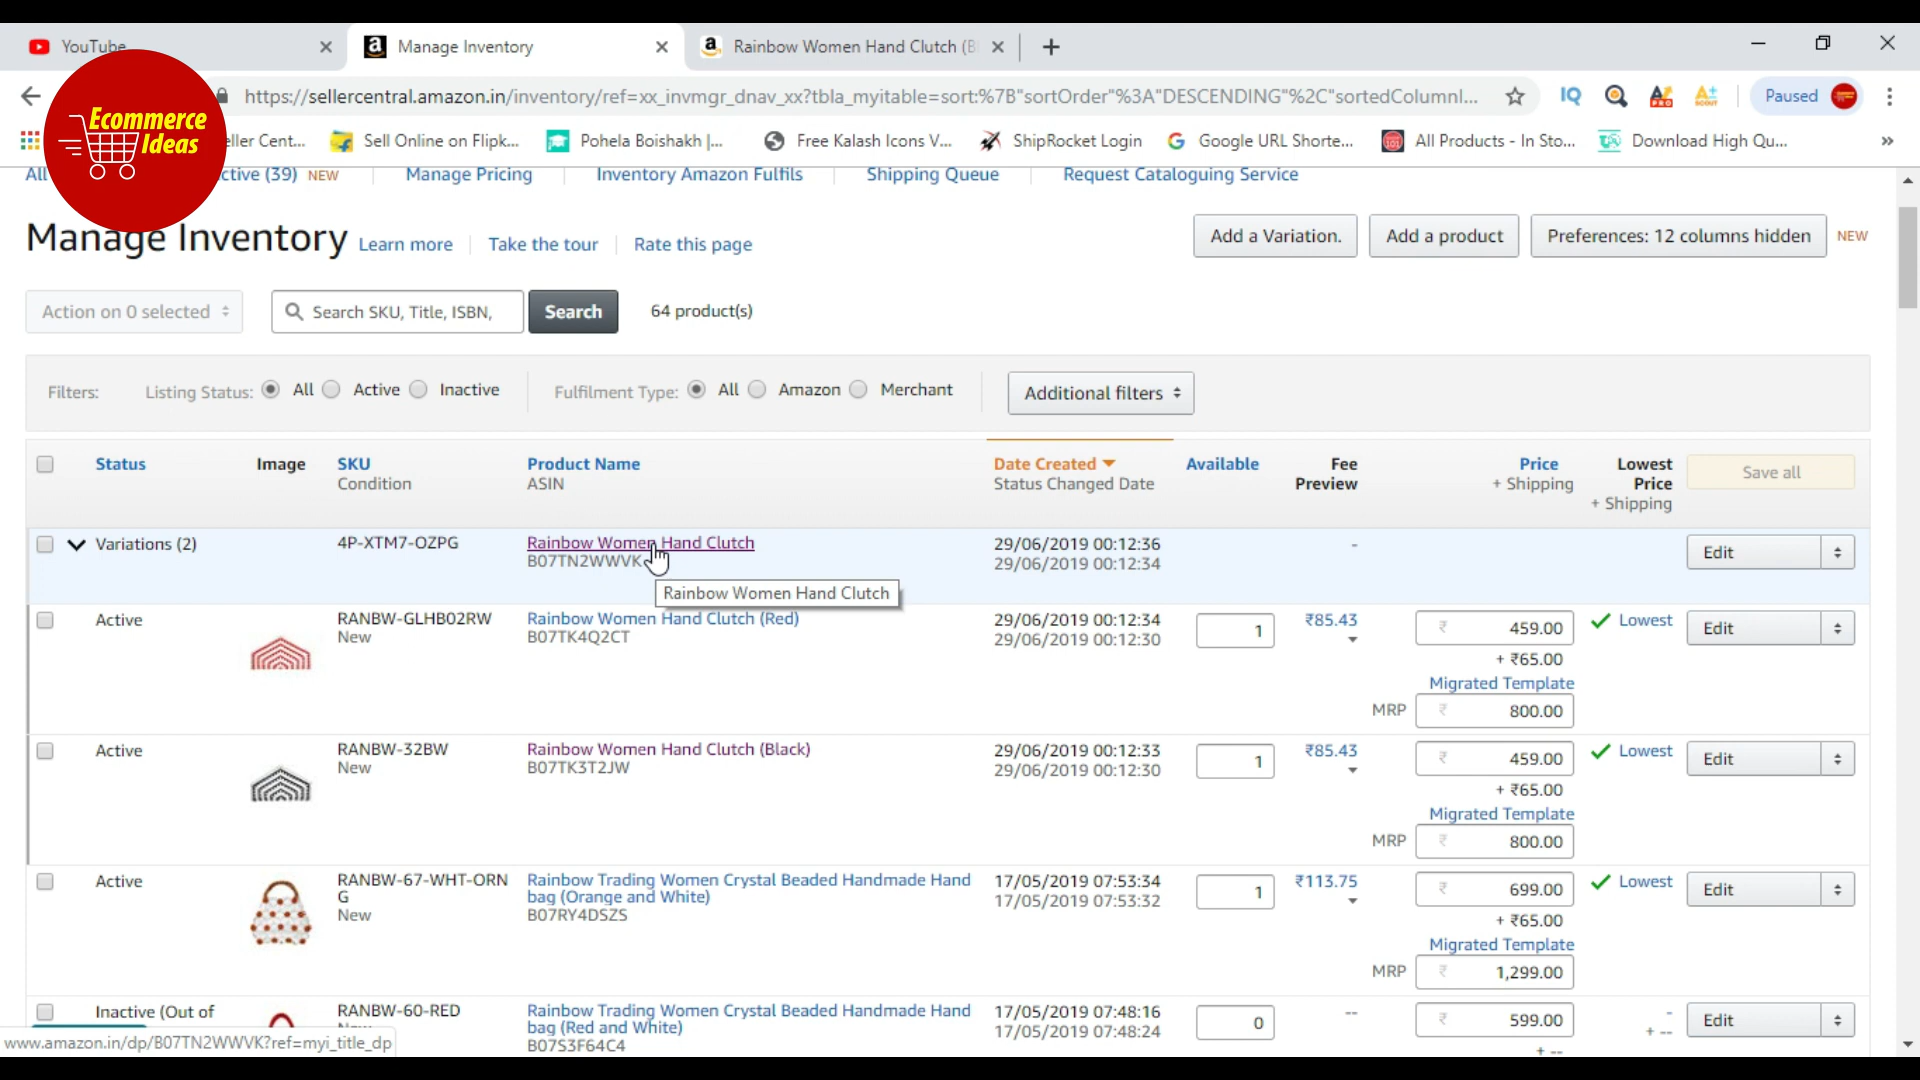 YouTube
Manage Inventory
Rainbow Women Hand Clutch (B
https://sellercentral.amazon.in/inventory/ref=xx_invmgr_dnav_xx?tbla_myitable=sort:%7B"sortOrder"%3A"DESCENDING"%2C"sortedColumnI...
Paused
Ecommerce
Ideas
eller Cent...
Sell Online on Flipk...
Pohela Boishakh |...
Free Kalash Icons V...
ShipRocket Login
Google URL Shorte...
All Products - In Sto...
Download High Qu...
»
All
ctive (39) NEW
Manage Pricing
Inventory Amazon Fulfils
Shipping Queue
Request Cataloguing Service
Manage Inventory
Learn more
Take the tour
Rate this page
Add a Variation.
Add a product
Preferences: 12 columns hidden
NEW
Action on 0 selected
Search SKU, Title, ISBN,
Search
64 product(s)
Filters:
Listing Status: All Active Inactive
Fulfilment Type: All Amazon Merchant
Additional filters
Status
Image
SKU
Condition
Product Name
ASIN
Date Created
Status Changed Date
Available
Fee
Preview
Price
+ Shipping
Lowest
Price
+ Shipping
Save all
Variations (2)
4P-XTM7-OZPG
Rainbow Women Hand Clutch
B07TN2WWVK
29/06/2019 00:12:36
29/06/2019 00:12:34
-
Edit
Rainbow Women Hand Clutch
Active
RANBW-GLHB02RW
New
Rainbow Women Hand Clutch (Red)
B07TK4Q2CT
29/06/2019 00:12:34
29/06/2019 00:12:30
1
₹85.43
₹ 459.00
+ ₹65.00
Migrated Template
MRP ₹ 800.00
Lowest
Edit
Active
RANBW-32BW
New
Rainbow Women Hand Clutch (Black)
B07TK3T2JW
29/06/2019 00:12:33
29/06/2019 00:12:30
1
₹85.43
₹ 459.00
+ ₹65.00
Migrated Template
MRP ₹ 800.00
Lowest
Edit
Active
RANBW-67-WHT-ORN
G
New
Rainbow Trading Women Crystal Beaded Handmade Hand
bag (Orange and White)
B07RY4DSZS
17/05/2019 07:53:34
17/05/2019 07:53:32
1
₹113.75
₹ 699.00
+ ₹65.00
Migrated Template
MRP ₹ 1,299.00
Lowest
Edit
Inactive (Out of
RANBW-60-RED
Rainbow Trading Women Crystal Beaded Handmade Hand
bag (Red and White)
B07S3F64C4
17/05/2019 07:48:16
17/05/2019 07:48:24
0
--
₹ 599.00
+ --
-
+ --
Edit
www.amazon.in/dp/B07TN2WWVK?ref=myi_title_dp